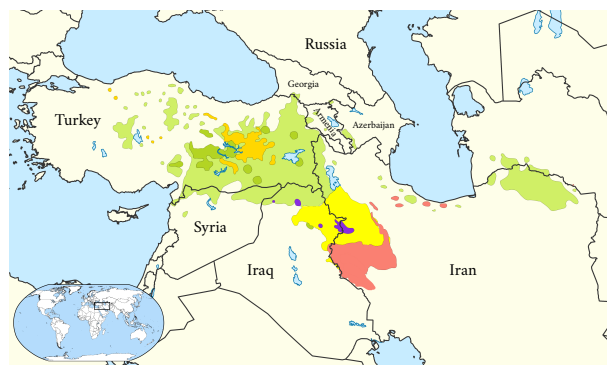 Russia
Georgia
Armenia
Azerbaijan
Turkey
Syria
Iraq
Iran